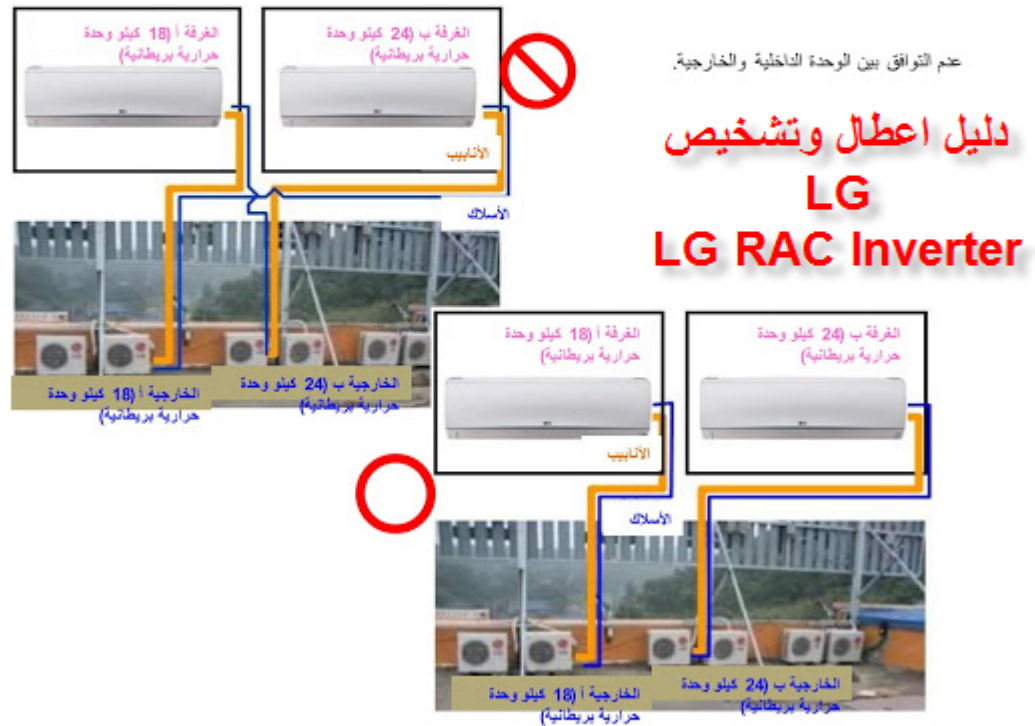 عدم التوافق بين الوحدة الداخلية والخارجية.
دليل اعطال وتشخيص
LG
LG RAC Inverter
الغرفة ب (24 كيلو وحدة
حرارية بريطانية)
الغرفة أ (18 كيلو وحدة
حرارية بريطانية)
الأنابيب
الأسلاك
الخارجية ب (24 كيلو وحدة
حرارية بريطانية)
الخارجية أ (18 كيلو وحدة
حرارية بريطانية)
الغرفة ب (24 كيلو وحدة
حرارية بريطانية)
الغرفة أ (18 كيلو وحدة
حرارية بريطانية)
الأنابيب
الأسلاك
الخارجية ب (24 كيلو وحدة
حرارية بريطانية)
الخارجية أ (18 كيلو وحدة
حرارية بريطانية)